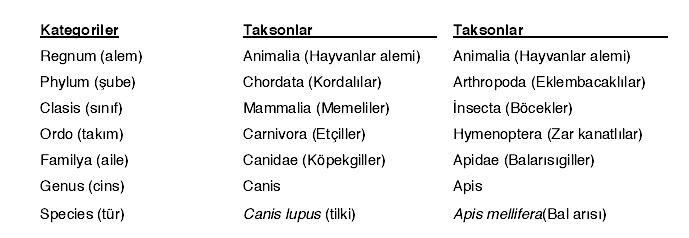 Kategoriler Taksonlar Taksonlar
Regnum (alem) Animalia (Hayvanlar alemi) Animalia (Hayvanlar alemi)
Phylum (şube) Chordata (Kordalılar) Arthropoda (Eklembacaklılar)
Clasis (sınıf) Mammalia (Memeliler) İnsecta (Böcekler)
Ordo (takım) Carnivora (Etçiller) Hymenoptera (Zar kanatlılar)
Familya (aile) Canidae (Köpekgiller) Apidae (Balarısıgiller)
Genus (cins) Canis Apis
Species (tür) Canis lupus (tilki) Apis mellifera(Bal arısı)